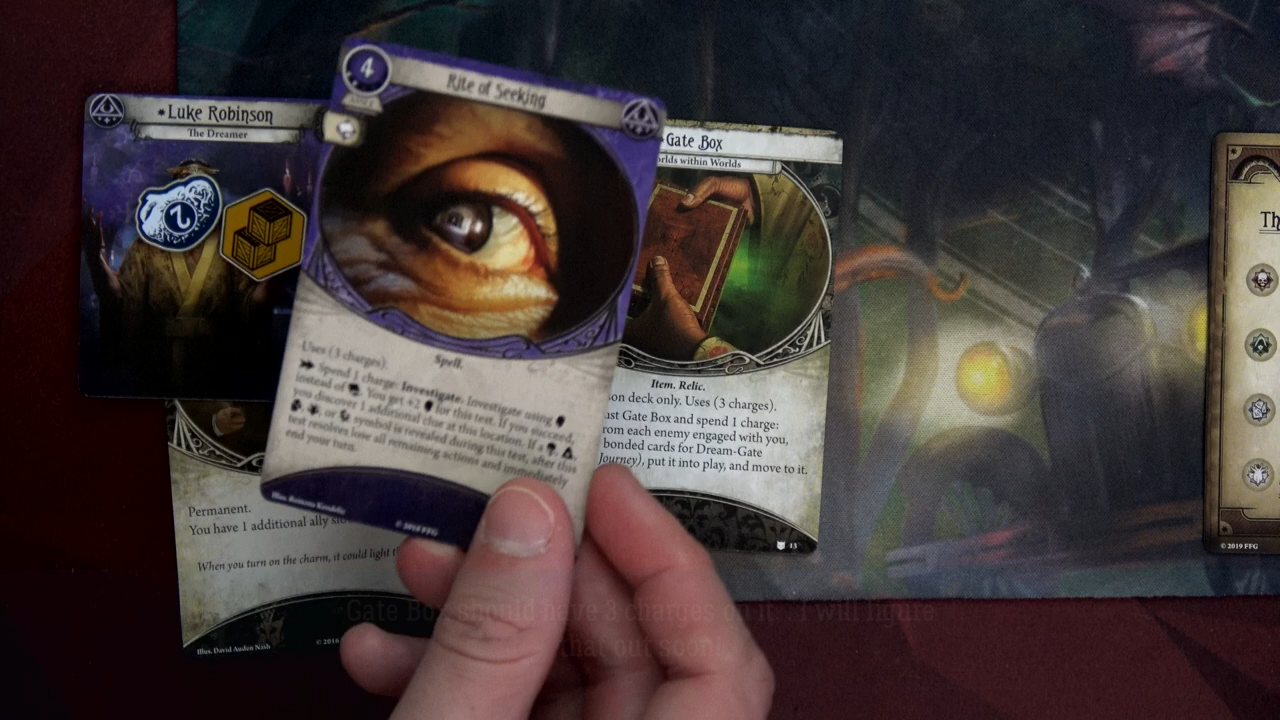 *Luke Robinson
The Dreamer
2
4
Rite of Seeking
Spell.
Uses (3 charges).
Spend 1 charge: Investigate. Investigate using
instead of . You get +2 for this test. If you succeed,
you discover 1 additional clue at this location. If a , ,
, , or symbol is revealed during this test, after this
test resolves lose all remaining actions and immediately
end your turn.
© 2018 FFG
Gate Box
Worlds within Worlds
Item. Relic.
deck only. Uses (3 charges).
Gate Box and spend 1 charge:
from each enemy engaged with you,
bonded cards for Dream-Gate
Journey), put it into play, and move to it.
13
Permanent.
You have 1 additional ally
When you turn on the charm, it could light
Illus. David Auden Nash
© 2016
Gate Box should have 3 charges on it. I will figure
that out soon!
© 2019 FFG